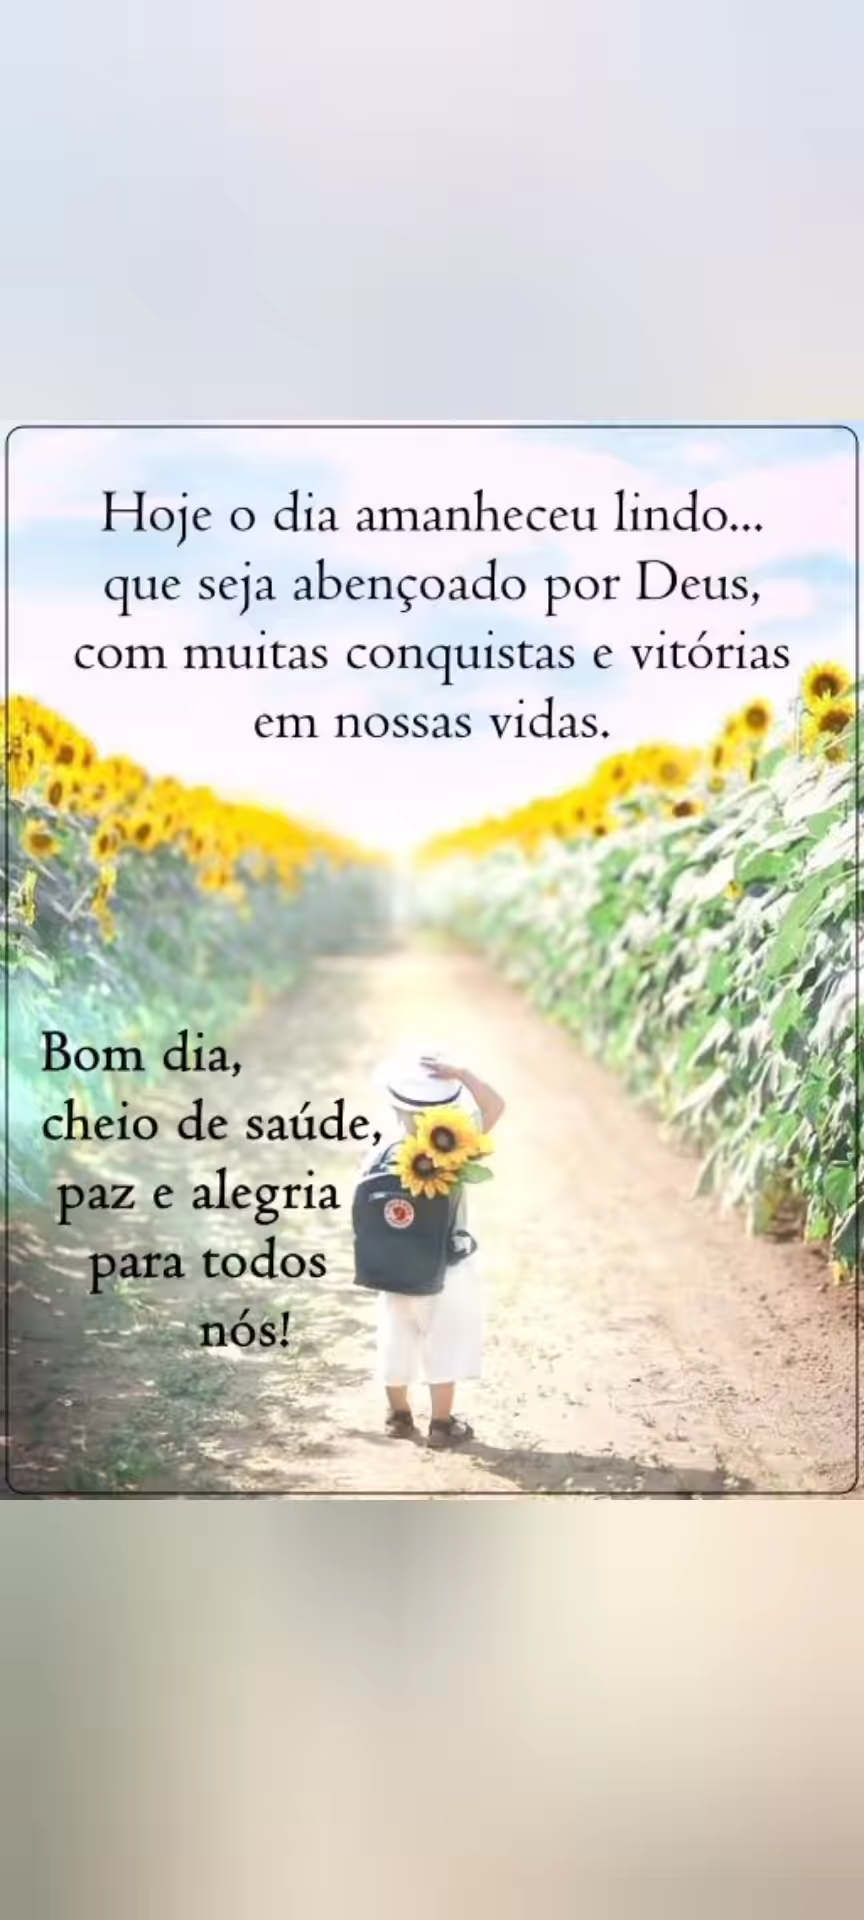 Hoje o dia amanheceu lindo...
que seja abençoado por Deus,
com muitas conquistas e vitórias
em nossas vidas.
Bom dia,
cheio de saúde,
paz e alegria
para todos
nós!